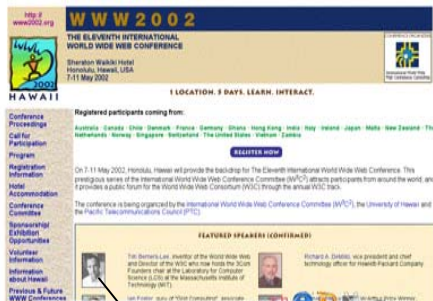 http://
www2002.org
WWW2002
THE ELEVENTH INTERNATIONAL
WORLD WIDE WEB CONFERENCE
Sheraton Waikiki Hotel
Honolulu, Hawaii, USA
7-11 May 2002
2002
HAWAII
1 LOCATION. 5 DAYS. LEARN. INTERACT.
Conference
Proceedings
Call for
Participation
Program
Registration
Information
Hotel
Accommodation
Conference
Committee
Sponsorship/
Exhibition
Opportunities
Volunteer
Information
Information
about Hawaii
Previous & Future
WWW Conferences
Registered participants coming from:
Australia Canada Chile Denmark France Germany Ghana Hong Kong India Italy Ireland Japan Malta New Zealand The
Netherlands Norway Singapore Switzerland The United States Vietnam Zambia
REGISTER NOW
On 7-11 May 2002, Honolulu, Hawaii will provide the backdrop for The Eleventh International World Wide Web Conference. This
prestigious series of the International World Wide Web Conference Committee (IW3C2) attracts participants from around the world, and
it provides a public forum for the World Wide Web Consortium (W3C) through the annual W3C track.
The conference is being organized by the International World Wide Web Conference Committee (IW3C2), the University of Hawaii and
the Pacific Telecommunications Council (PTC).
FEATURED SPEAKERS (CONFIRMED)
Tim Berners-Lee, inventor of the World Wide Web
and Director of the W3C who now holds the 3Com
Founders chair at the Laboratory for Computer
Science (LCS) at the Massachusetts Institute of
Technology (MIT)
Richard A. DeMillo, vice president and chief
technology officer for Hewlett-Packard Company